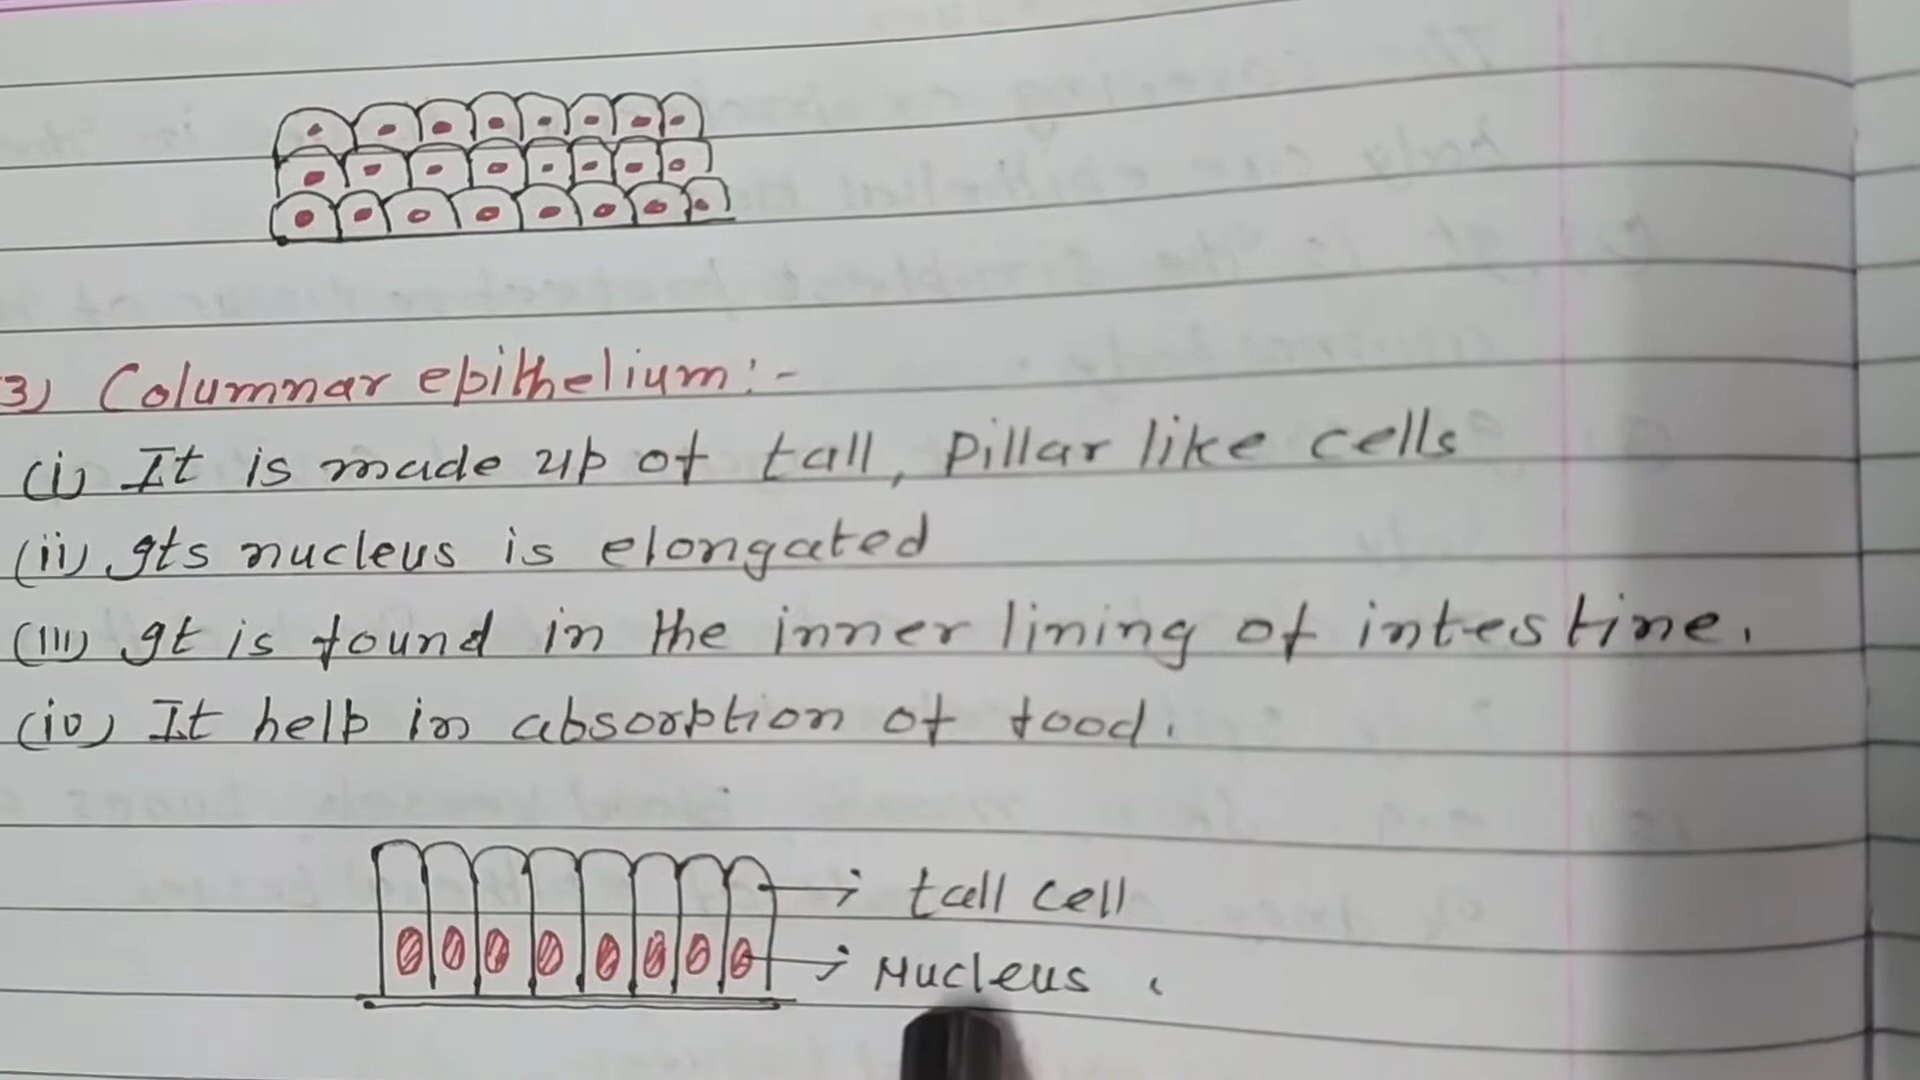 3) Columnar epithelium:-
(i) It is made up of tall, pillar like cells
(ii) Its nucleus is elongated
(iii) It is found in the inner lining of intestine.
(iv) It help in absorption of food.
tall cell
Nucleus.